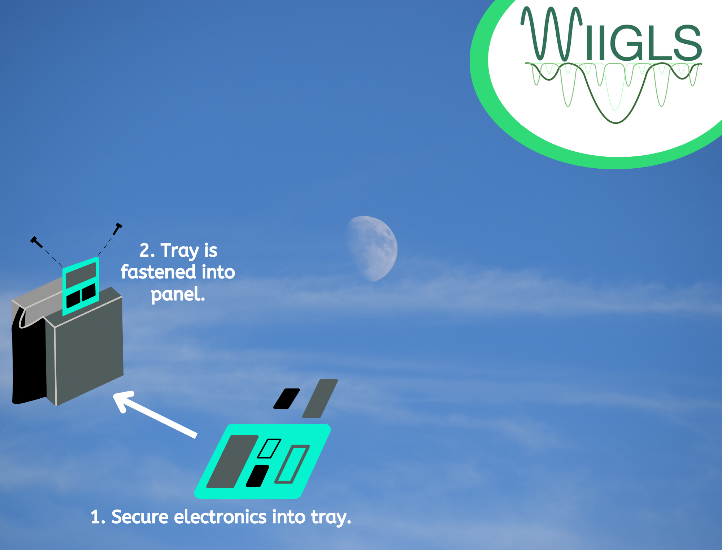 WIIGLS
2. Tray is
fastened into
panel.
1. Secure electronics into tray.